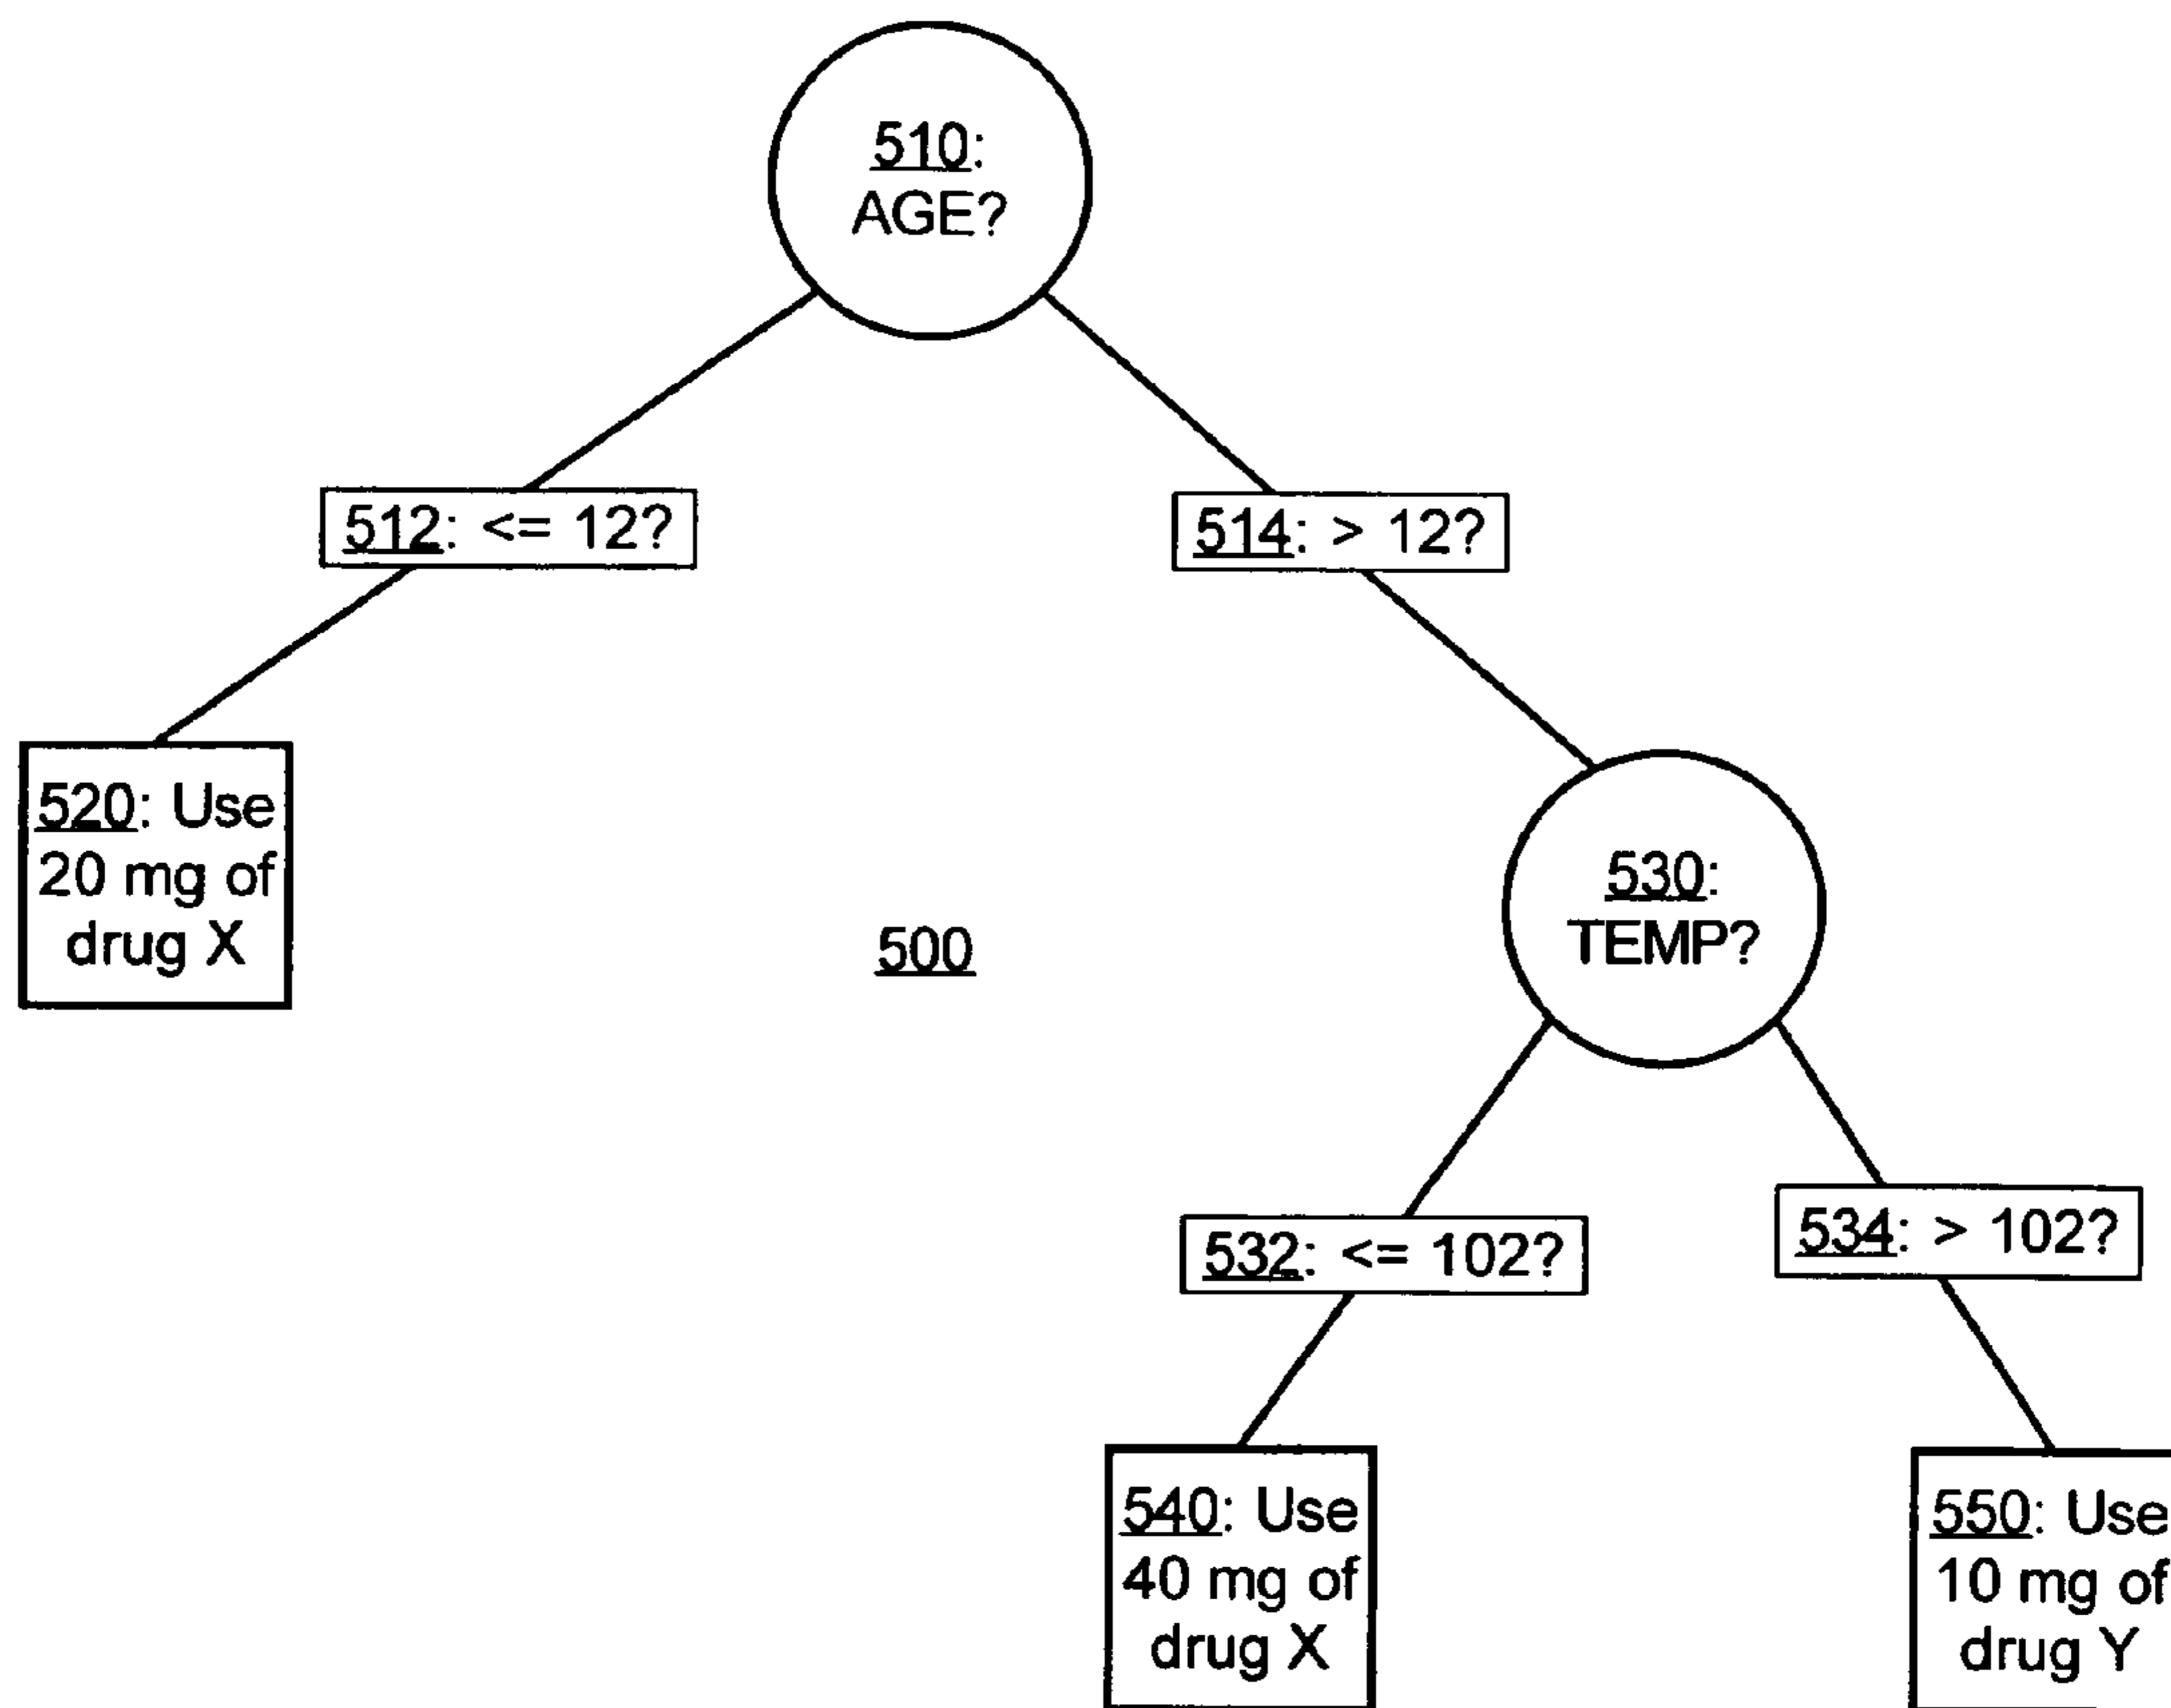 510:
AGE?
512: <= 12?
514: > 12?
520: Use
20 mg of
drug X
500
530:
TEMP?
532: <= 102?
534: > 102?
540: Use
40 mg of
drug X
550: Use
10 mg of
drug Y